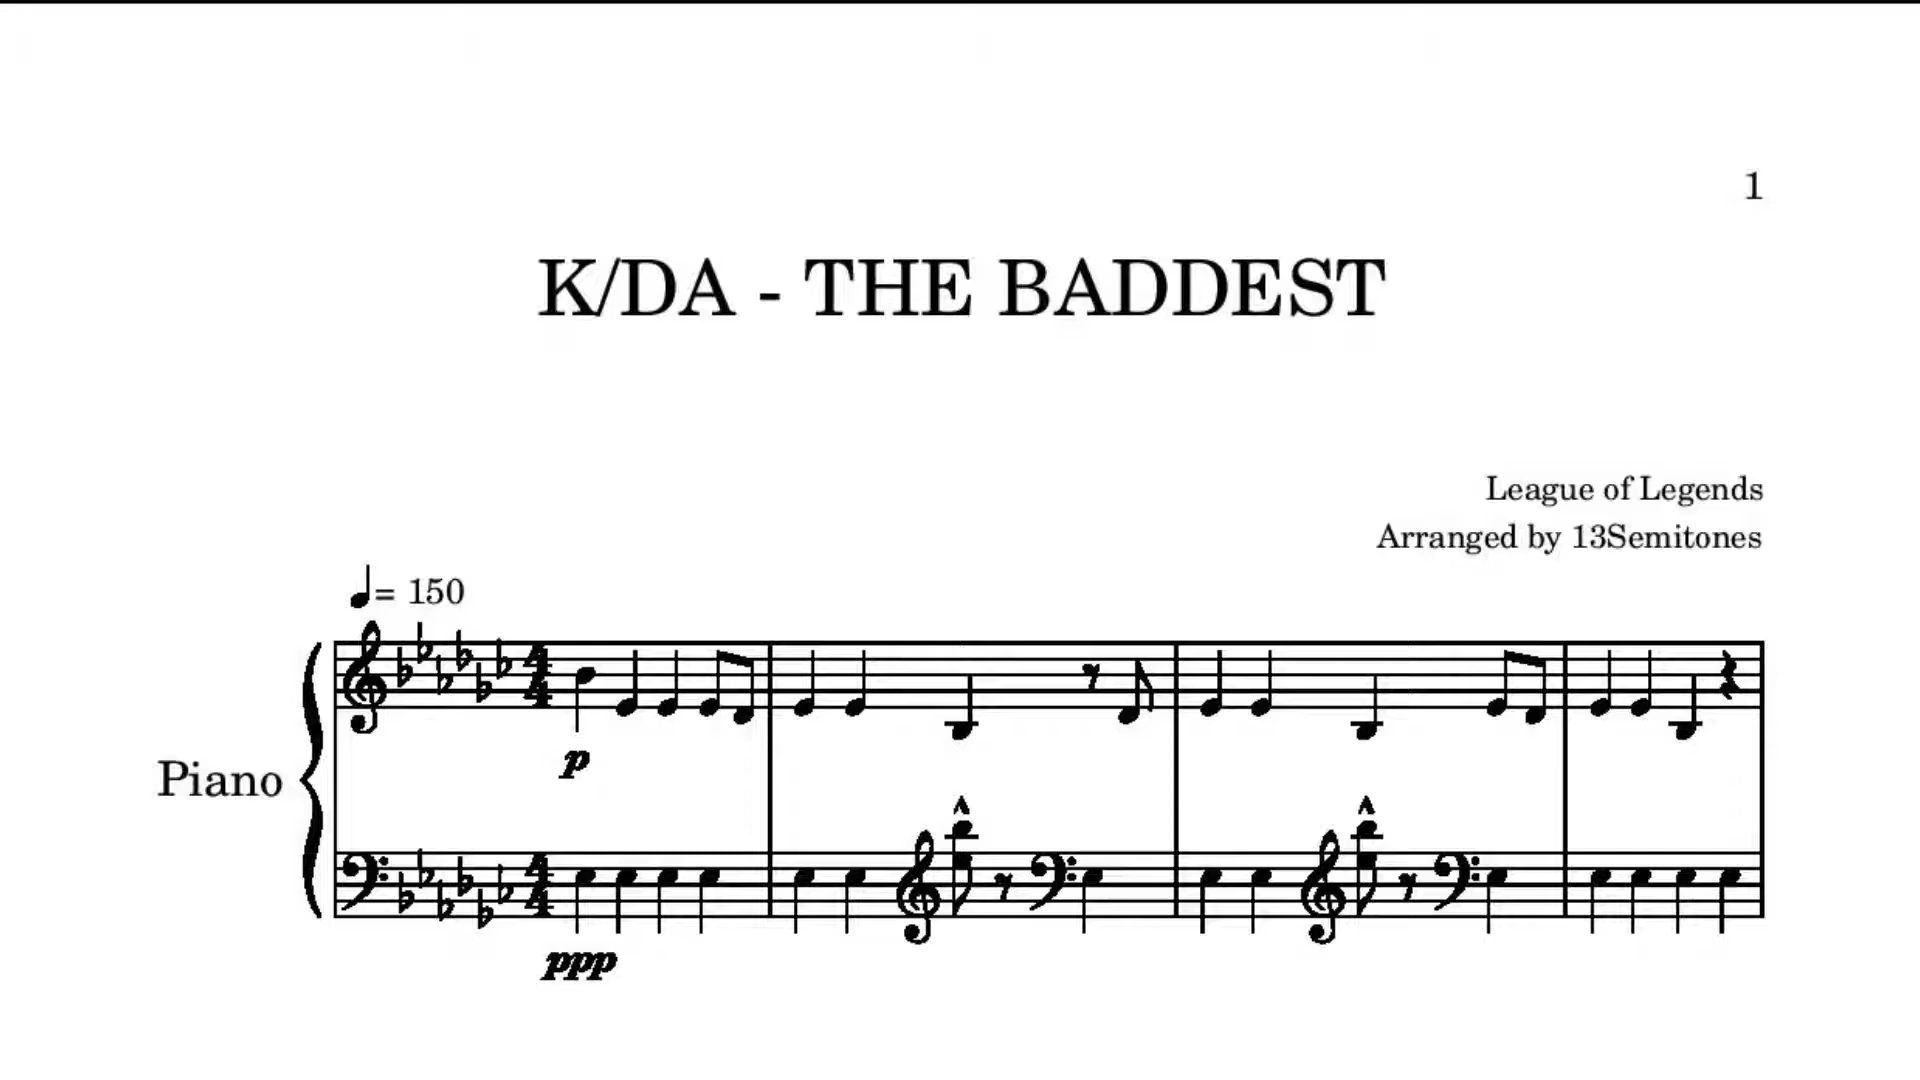 1
K/DA - THE BADDEST
League of Legends
Arranged by 13Semitones
= 150
p
Piano
ppp